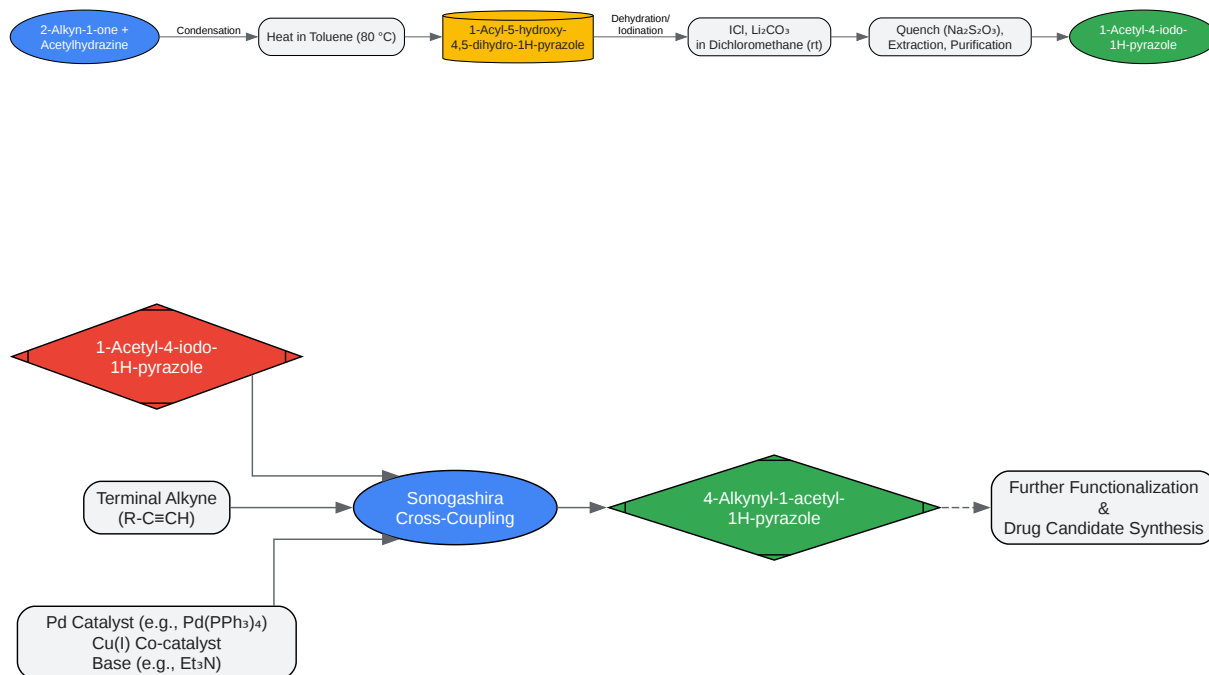 2-Alkyn-1-one +
Acetylhydrazine
Condensation
Heat in Toluene (80 °C)
1-Acyl-5-hydroxy-
4,5-dihydro-1H-pyrazole
Dehydration/
Iodination
ICl, Li₂CO₃
in Dichloromethane (rt)
Quench (Na₂S₂O₃),
Extraction, Purification
1-Acetyl-4-iodo-
1H-pyrazole
1-Acetyl-4-iodo-
1H-pyrazole
Terminal Alkyne
(R-C≡CH)
Pd Catalyst (e.g., Pd(PPh₃)₄)
Cu(I) Co-catalyst
Base (e.g., Et₃N)
Sonogashira
Cross-Coupling
4-Alkynyl-1-acetyl-
1H-pyrazole
Further Functionalization
&
Drug Candidate Synthesis